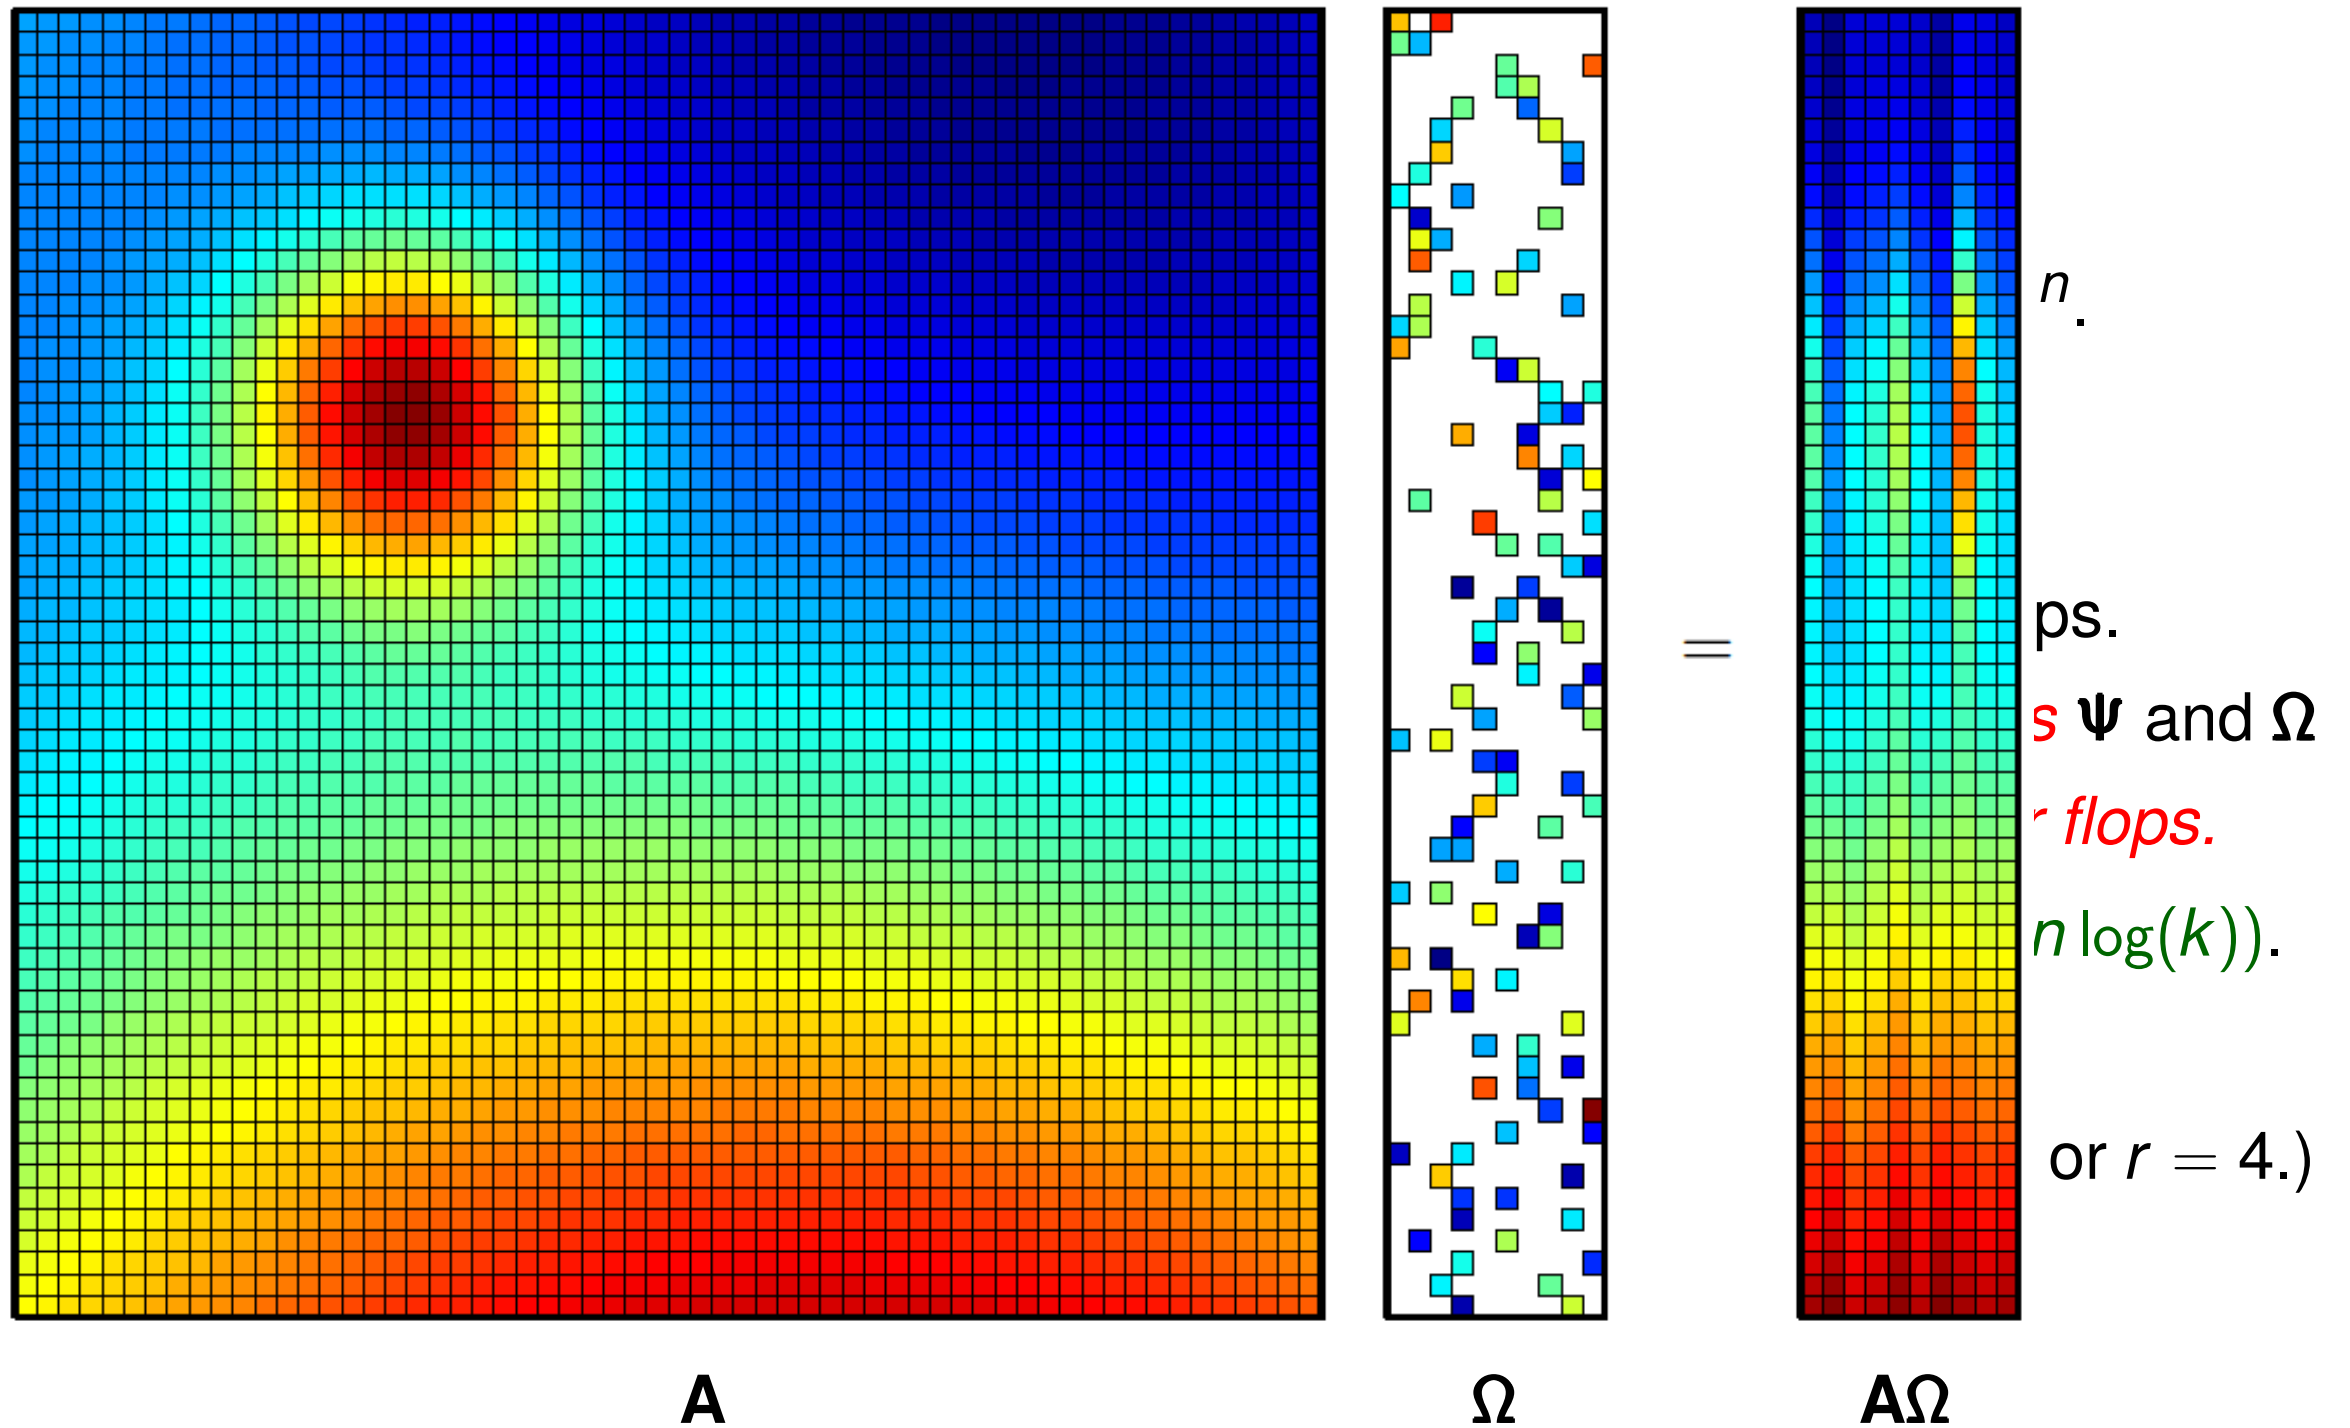 n
.
=
ps.
s ψ and Ω
r flops.
n log(k)).
or r = 4.)
A Ω AΩ